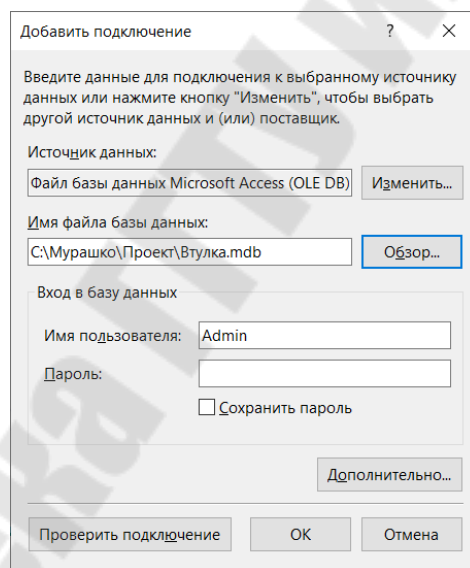 Добавить подключение ? ×
Введите данные для подключения к выбранному источнику
данных или нажмите кнопку "Изменить", чтобы выбрать
другой источник данных и (или) поставщик.
Источник данных:
Файл базы данных Microsoft Access (OLE DB) Изменить...
Имя файла базы данных:
C:\Мурашко\Проект\Втулка.mdb Обзор...
Вход в базу данных
Имя пользователя: Admin
Пароль:
Сохранить пароль
Дополнительно...
Проверить подключение OK Отмена